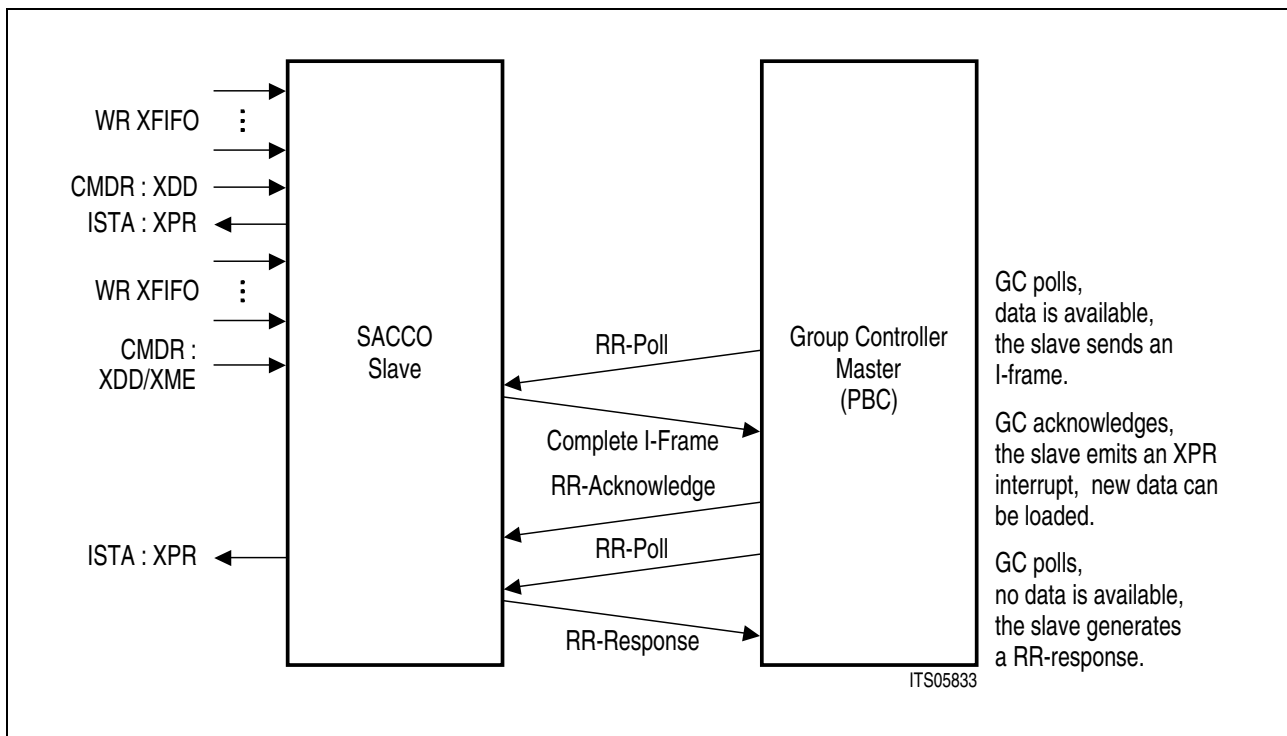 WR XFIFO
CMDR : XDD
ISTA : XPR
WR XFIFO
CMDR :
XDD/XME
ISTA : XPR
SACCO
Slave
RR-Poll
Complete I-Frame
RR-Acknowledge
RR-Poll
RR-Response
Group Controller
Master
(PBC)
GC polls,
data is available,
the slave sends an
I-frame.
GC acknowledges,
the slave emits an XPR
interrupt, new data can
be loaded.
GC polls,
no data is available,
the slave generates
a RR-response.
ITS05833